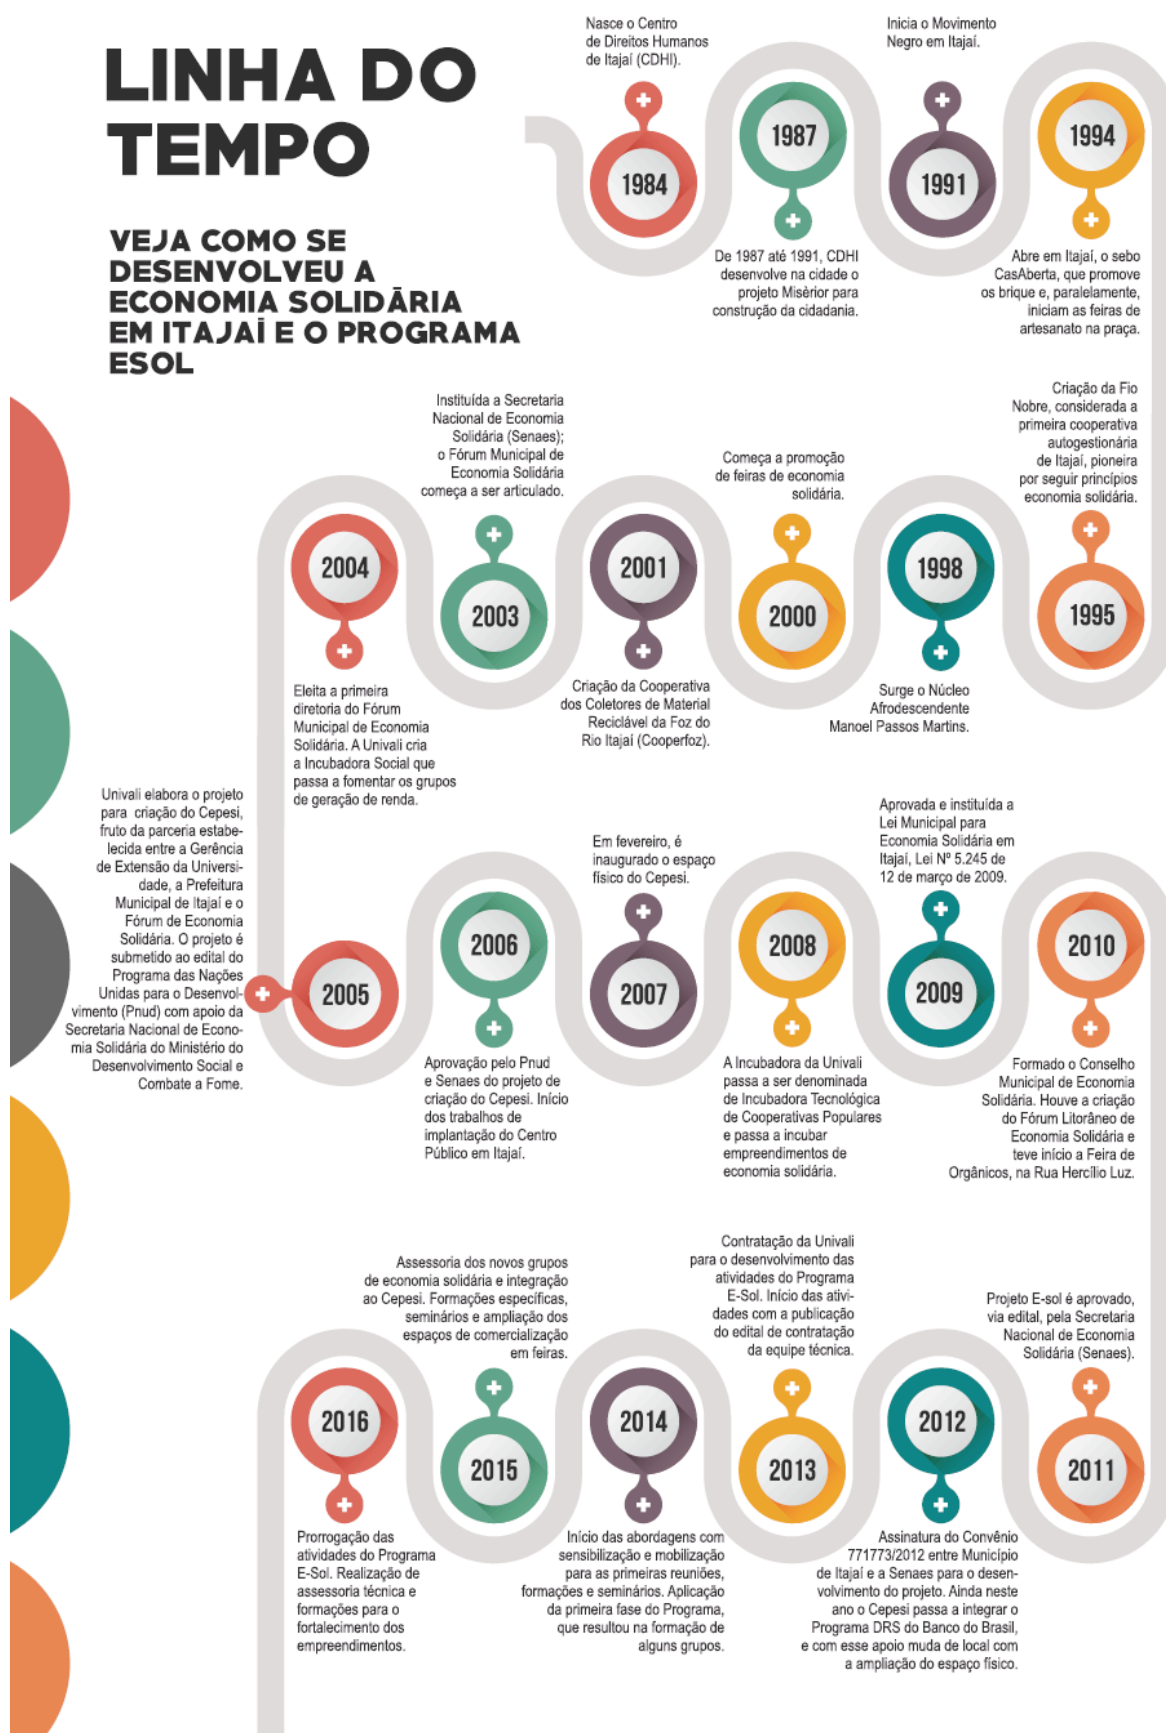 LINHA DO
TEMPO
VEJA COMO SE
DESENVOLVEU A
ECONOMIA SOLIDÁRIA
EM ITAJAÍ E O PROGRAMA
ESOL
Nasce o Centro
de Direitos Humanos
de Itajaí (CDHI).
1984
1987
De 1987 até 1991, CDHI
desenvolve na cidade o
projeto Misèrior para
construção da cidadania.
Inicia o Movimento
Negro em Itajaí.
1991
1994
Abre em Itajaí, o sebo
CasAberta, que promove
os brique e, paralelamente,
iniciam as feiras de
artesanato na praça.
Criação da Fio
Nobre, considerada a
primeira cooperativa
autogestionária
de Itajaí, pioneira
por seguir princípios
economia solidária.
1995
1998
Surge o Núcleo
Afrodescendente
Manoel Passos Martins.
Começa a promoção
de feiras de economia
solidária.
2000
2001
Criação da Cooperativa
dos Coletores de Material
Reciclável da Foz do
Rio Itajaí (Cooperfoz).
Instituída a Secretaria
Nacional de Economia
Solidária (Senaes);
o Fórum Municipal de
Economia Solidária
começa a ser articulado.
2003
2004
Eleita a primeira
diretoria do Fórum
Municipal de Economia
Solidária. A Univali cria
a Incubadora Social que
passa a fomentar os grupos
de geração de renda.
Univali elabora o projeto
para criação do Cepesi,
fruto da parceria estabe-
lecida entre a Gerência
de Extensão da Universi-
dade, a Prefeitura
Municipal de Itajaí e o
Fórum de Economia
Solidária. O projeto é
submetido ao edital do
Programa das Nações
Unidas para o Desenvol-
vimento (Pnud) com apoio da
Secretaria Nacional de Econo-
mia Solidária do Ministério do
Desenvolvimento Social e
Combate a Fome.
2005
2006
Aprovação pelo Pnud
e Senaes do projeto de
criação do Cepesi. Início
dos trabalhos de
implantação do Centro
Público em Itajaí.
Em fevereiro, é
inaugurado o espaço
físico do Cepesi.
2007
2008
A Incubadora da Univali
passa a ser denominada
de Incubadora Tecnológica
de Cooperativas Populares
e passa a incubar
empreendimentos de
economia solidária.
Aprovada e instituída a
Lei Municipal para
Economia Solidária em
Itajaí, Lei Nº 5.245 de
12 de março de 2009.
2009
2010
Formado o Conselho
Municipal de Economia
Solidária. Houve a criação
do Fórum Litorâneo de
Economia Solidária e
teve início a Feira de
Orgânicos, na Rua Hercílio Luz.
Projeto E-sol é aprovado,
via edital, pela Secretaria
Nacional de Economia
Solidária (Senaes).
2011
2012
Assinatura do Convênio
771773/2012 entre Município
de Itajaí e a Senaes para o desen-
volvimento do projeto. Ainda neste
ano o Cepesi passa a integrar o
Programa DRS do Banco do Brasil,
e com esse apoio muda de local com
a ampliação do espaço físico.
Contratação da Univali
para o desenvolvimento das
atividades do Programa
E-Sol. Início das ativi-
dades com a publicação
do edital de contratação
da equipe técnica.
2013
2014
Início das abordagens com
sensibilização e mobilização
para as primeiras reuniões,
formações e seminários. Aplicação
da primeira fase do Programa,
que resultou na formação de
alguns grupos.
Assessoria dos novos grupos
de economia solidária e integração
ao Cepesi. Formações específicas,
seminários e ampliação dos
espaços de comercialização
em feiras.
2015
2016
Prorrogação das
atividades do Programa
E-Sol. Realização de
assessoria técnica e
formações para o
fortalecimento dos
empreendimentos.